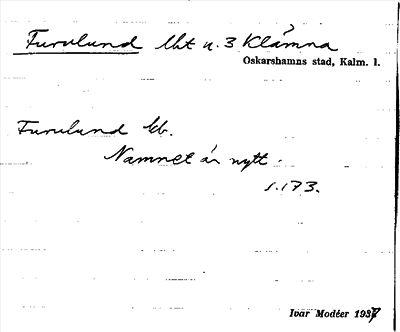 Furulund lht u. 3 Klämna
Oskarshamns stad, Kalm. l.
Furulund lb.
Namnet är nytt.
s. 173.
Ivar Modéer 1937